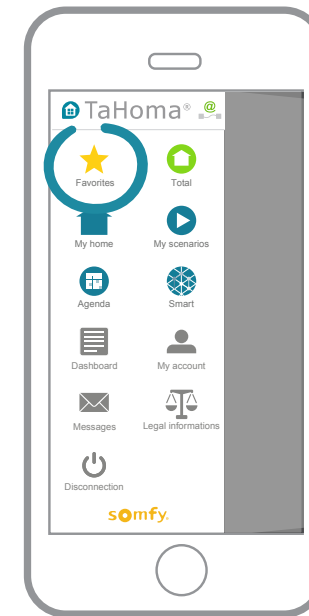 TaHoma® @
Favorites Total
My home My scenarios
Agenda Smart
Dashboard My account
Messages Legal informations
Disconnection
somfy.